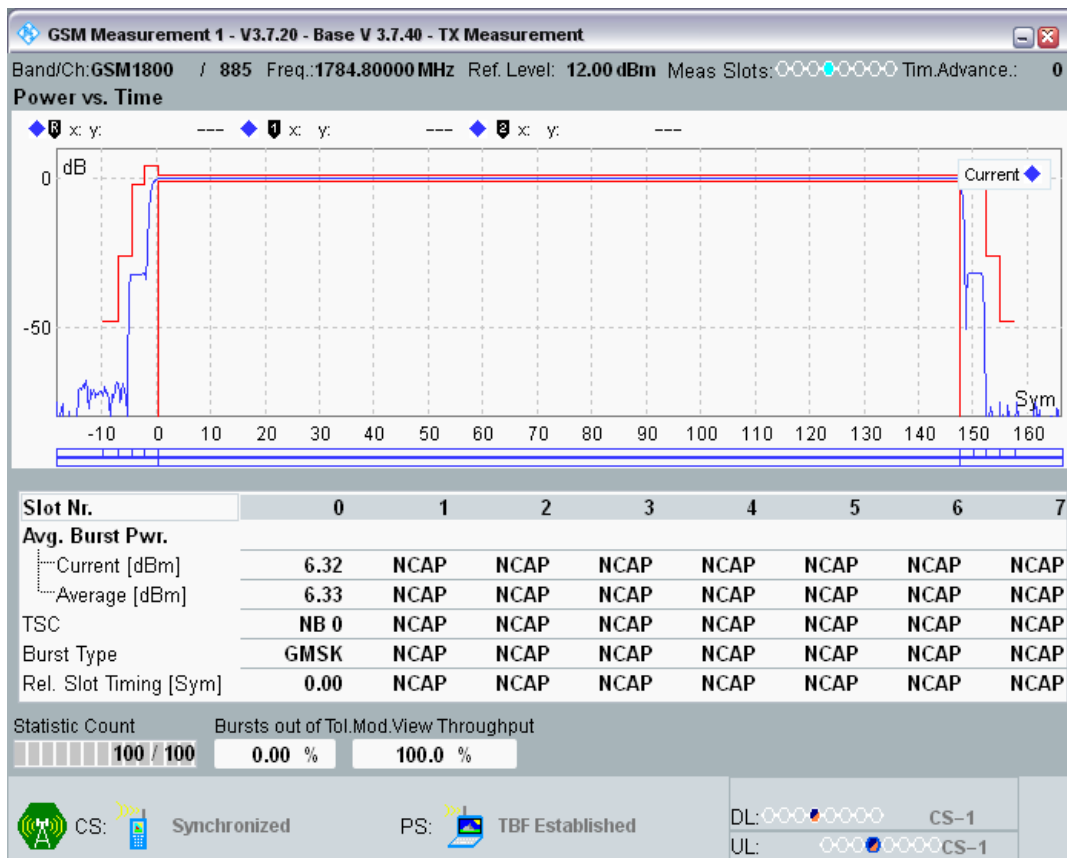 GSM Measurement 1 - V3.7.20 - Base V 3.7.40 - TX Measurement
Band/Ch:GSM1800 / 885 Freq.:1784.80000 MHz Ref. Level: 12.00 dBm Meas Slots: Tim.Advance.: 0
Power vs. Time
R x: y: --- 1 x: y: --- 2 x: y: ---
dB
Current
0
-50
Sym
-10 0 10 20 30 40 50 60 70 80 90 100 110 120 130 140 150 160
Slot Nr. 0 1 2 3 4 5 6 7
Avg. Burst Pwr.
Current [dBm] 6.32 NCAP NCAP NCAP NCAP NCAP NCAP NCAP
Average [dBm] 6.33 NCAP NCAP NCAP NCAP NCAP NCAP NCAP
TSC NB 0 NCAP NCAP NCAP NCAP NCAP NCAP NCAP
Burst Type GMSK NCAP NCAP NCAP NCAP NCAP NCAP NCAP
Rel. Slot Timing [Sym] 0.00 NCAP NCAP NCAP NCAP NCAP NCAP NCAP
Statistic Count Bursts out of Tol.Mod.View Throughput
100 / 100 0.00 % 100.0 %
CS: Synchronized PS: TBF Established
DL: CS-1
UL: CS-1